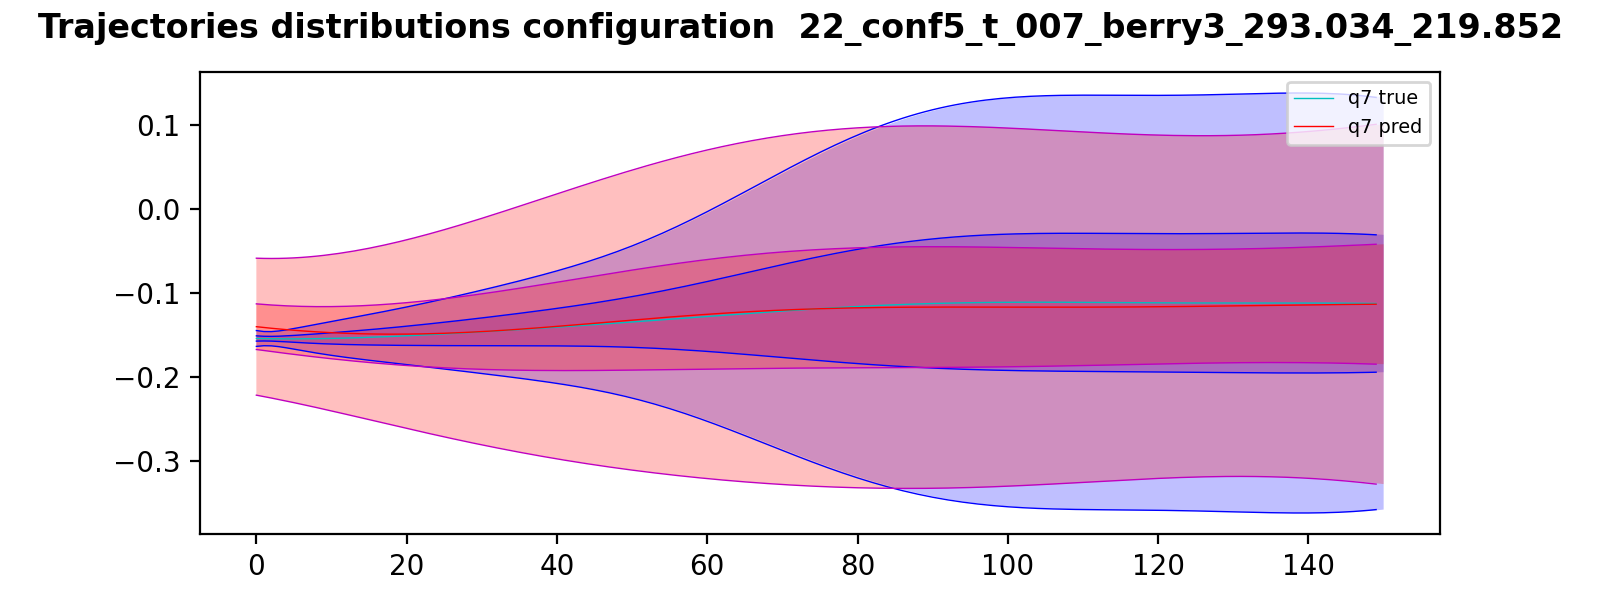 Trajectories distributions configuration  22_conf5_t_007_berry3_293.034_219.852
q7 true
q7 pred
0.1
0.0
−0.1
−0.2
−0.3
0 20 40 60 80 100 120 140